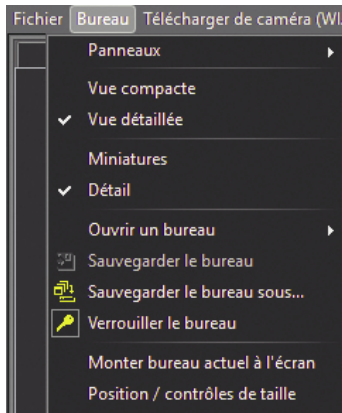 Fichier Bureau Télécharger de caméra
Panneaux
Vue compacte
Vue détaillée
Miniatures
Détail
Ouvrir un bureau
Sauvegarder le bureau
Sauvegarder le bureau sous...
Verrouiller le bureau
Monter bureau actuel à l'écran
Position / contrôles de taille